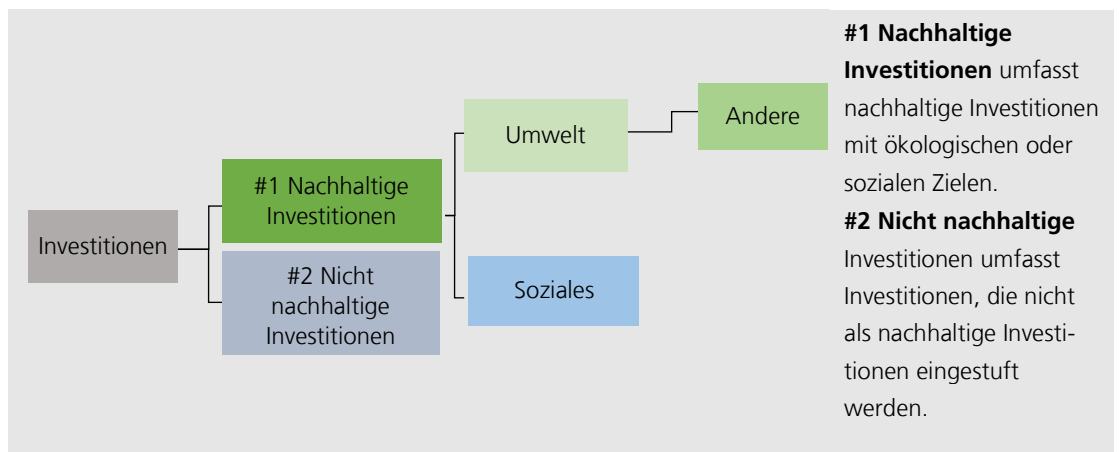 Investitionen
#1 Nachhaltige
Investitionen
#2 Nicht
nachhaltige
Investitionen
Umwelt
Soziales
Andere
#1 Nachhaltige
Investitionen umfasst
nachhaltige Investitionen
mit ökologischen oder
sozialen Zielen.
#2 Nicht nachhaltige
Investitionen umfasst
Investitionen, die nicht
als nachhaltige Investi-
tionen eingestuft
werden.